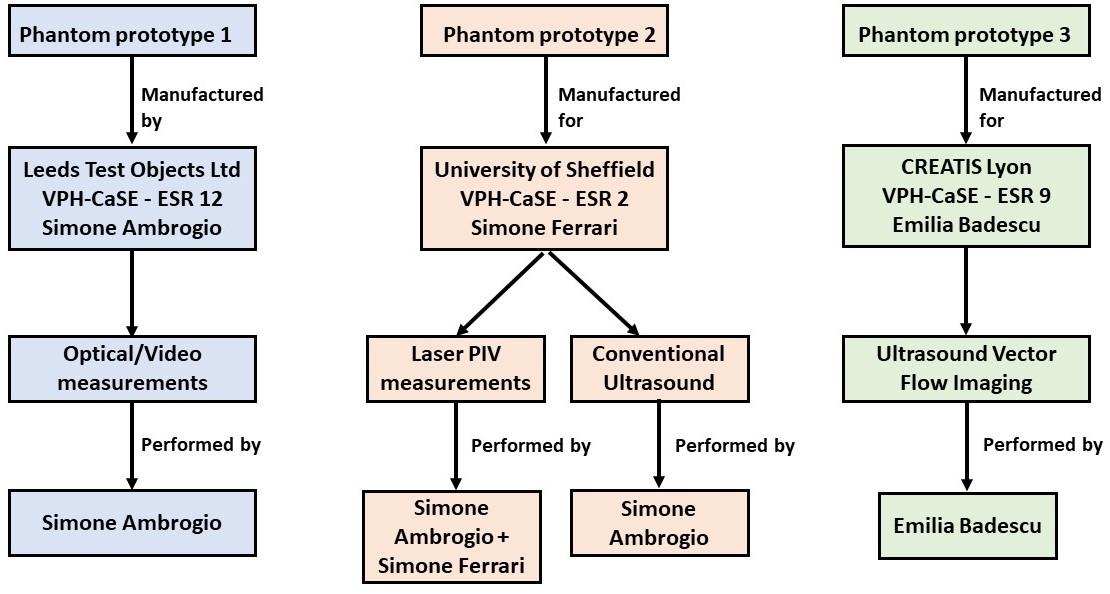 Phantom prototype 1
Manufactured
by
Leeds Test Objects Ltd
VPH-CaSE - ESR 12
Simone Ambrogio
Optical/Video
measurements
Performed by
Simone Ambrogio
Phantom prototype 2
Manufactured
for
University of Sheffield
VPH-CaSE - ESR 2
Simone Ferrari
Laser PIV
measurements
Performed by
Simone
Ambrogio +
Simone Ferrari
Conventional
Ultrasound
Performed by
Simone
Ambrogio
Phantom prototype 3
Manufactured
for
CREATIS Lyon
VPH-CaSE - ESR 9
Emilia Badescu
Ultrasound Vector
Flow Imaging
Performed by
Emilia Badescu